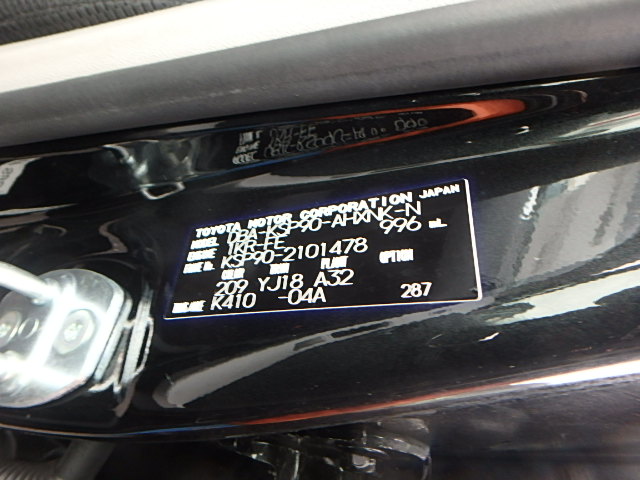 TOYOTA MOTOR CORPORATION JAPAN
MODEL DBA-KSP90-AHXNK-N
ENGINE 1KR-FE 996 mL
FRAME No. KSP90-2101478
COLOR TRIM PLANT OPTION
209 YJ18 A32
TRANS./AXLE K410 -04A 287